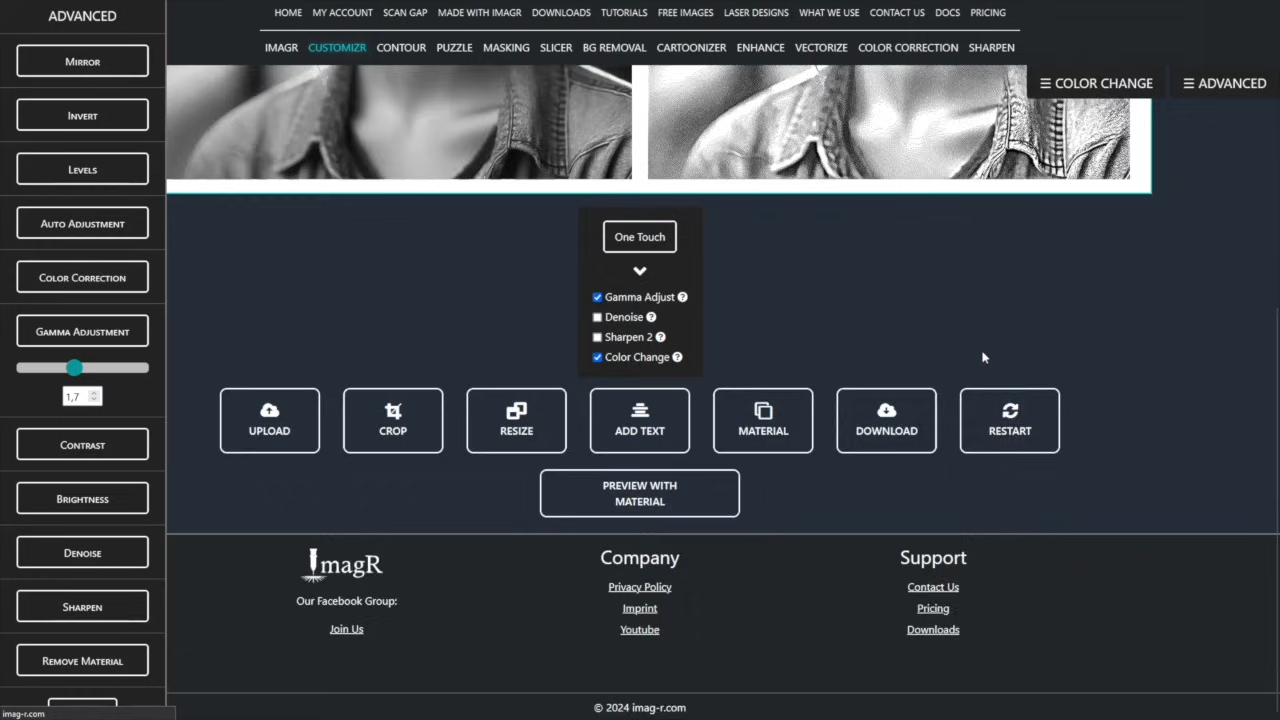 ADVANCED
HOME MY ACCOUNT SCAN GAP MADE WITH IMAGR DOWNLOADS TUTORIALS FREE IMAGES LASER DESIGNS WHAT WE USE CONTACT US DOCS PRICING
IMAGR CUSTOMIZR CONTOUR PUZZLE MASKING SLICER BG REMOVAL CARTOONIZER ENHANCE VECTORIZE COLOR CORRECTION SHARPEN
☰ COLOR CHANGE ☰ ADVANCED
MIRROR
INVERT
LEVELS
AUTO ADJUSTMENT
COLOR CORRECTION
GAMMA ADJUSTMENT
1,7
CONTRAST
BRIGHTNESS
DENOISE
SHARPEN
REMOVE MATERIAL
One Touch
Gamma Adjust ?
Denoise ?
Sharpen 2 ?
Color Change ?
UPLOAD CROP RESIZE ADD TEXT MATERIAL DOWNLOAD RESTART
PREVIEW WITH
MATERIAL
ImagR
Our Facebook Group:
Join Us
Company
Privacy Policy
Imprint
Youtube
Support
Contact Us
Pricing
Downloads
© 2024 imag-r.com
imag-r.com